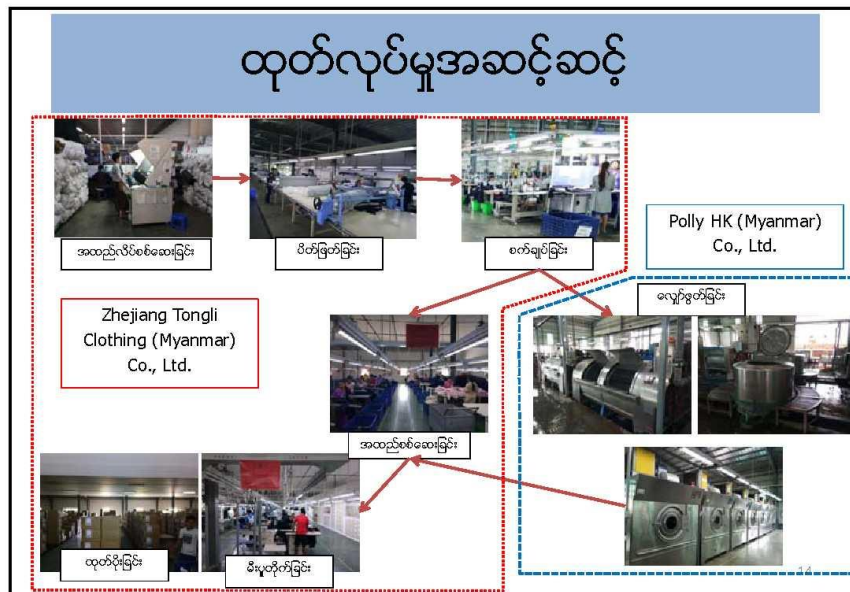 ထုတ်လုပ်မှုအဆင့်ဆင့်
အထည်လိပ်စစ်ဆေးခြင်း
ပိတ်ဖြတ်ခြင်း
စက်ချုပ်ခြင်း
Polly HK (Myanmar)
Co., Ltd.
လျှော်ဖွတ်ခြင်း
Zhejiang Tongli
Clothing (Myanmar)
Co., Ltd.
အထည်စစ်ဆေးခြင်း
ထုတ်ပိုးခြင်း
မီးပူတိုက်ခြင်း
14